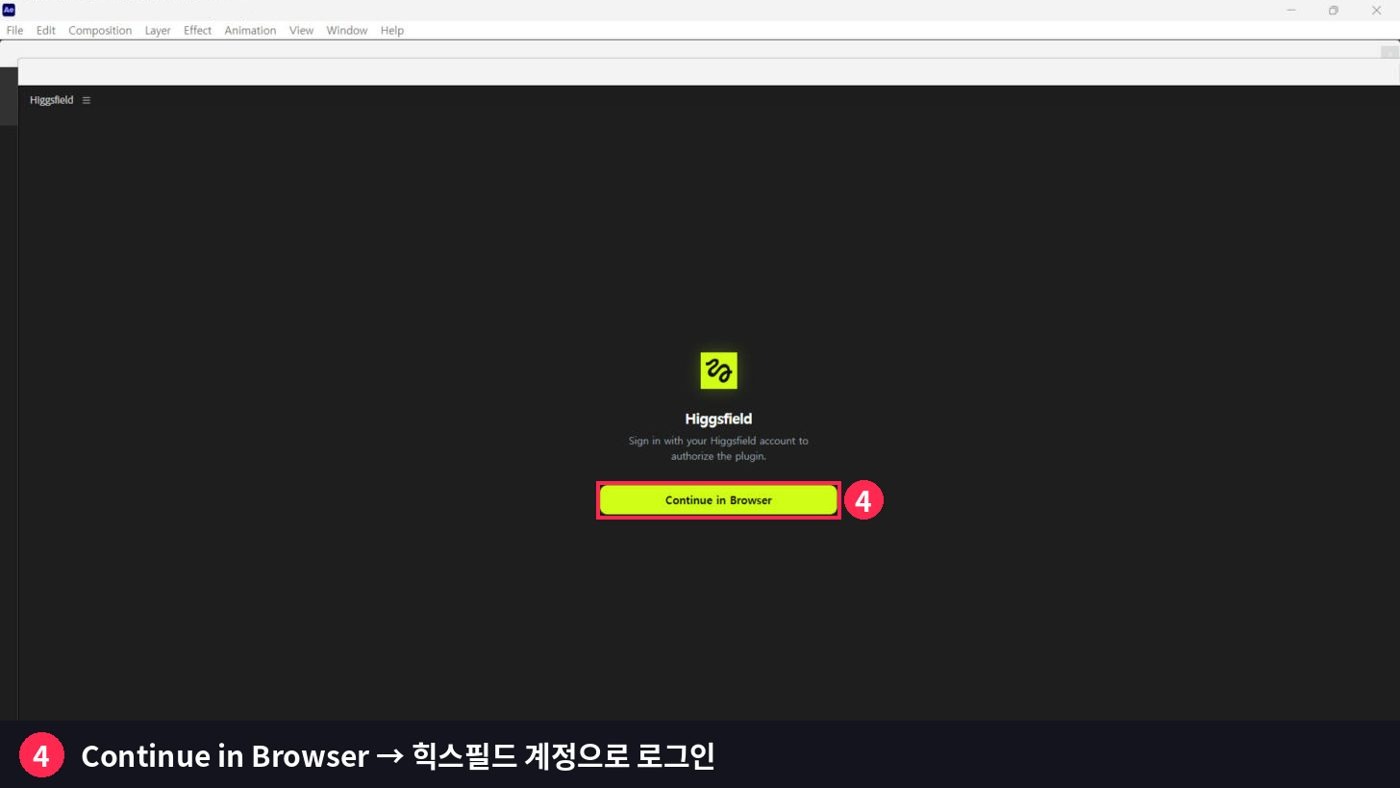 Ae
File Edit Composition Layer Effect Animation View Window Help
Higgsfield
Higgsfield
Sign in with your Higgsfield account to
authorize the plugin.
Continue in Browser 4
4 Continue in Browser → 힉스필드 계정으로 로그인